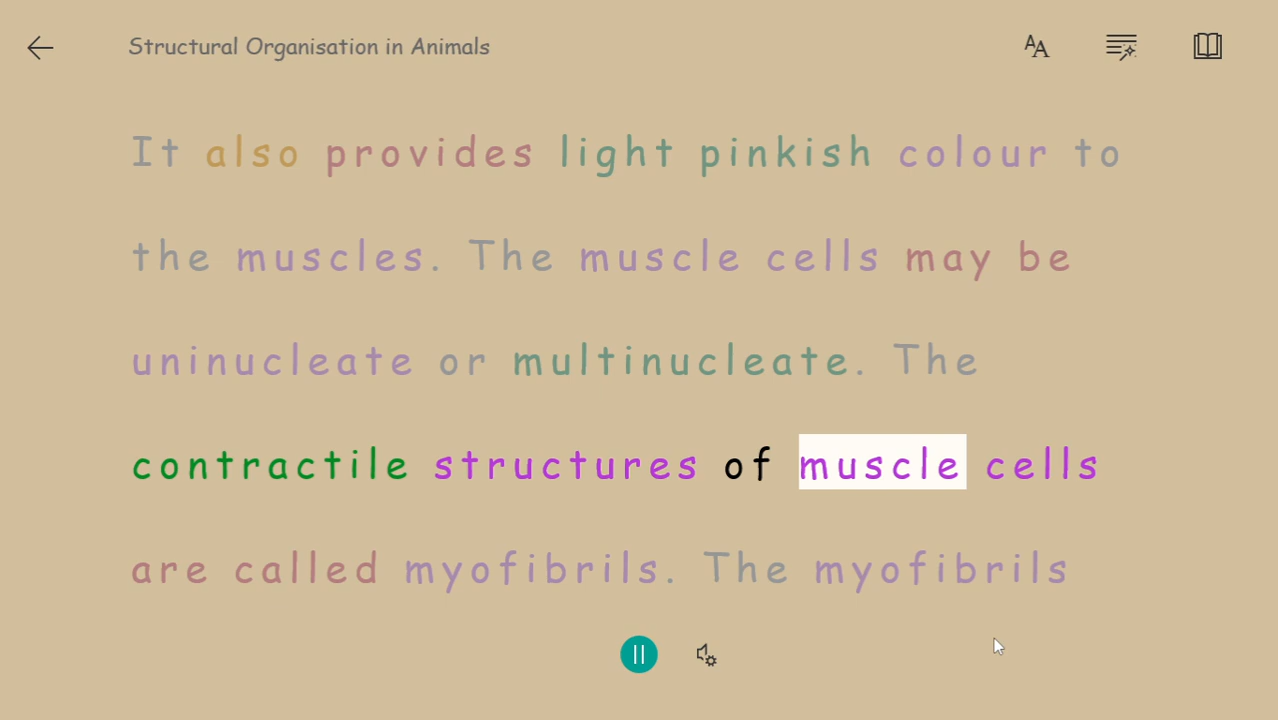 Structural Organisation in Animals
It also provides light pinkish colour to
the muscles. The muscle cells may be
uninucleate or multinucleate. The
contractile structures of muscle cells
are called myofibrils. The myofibrils